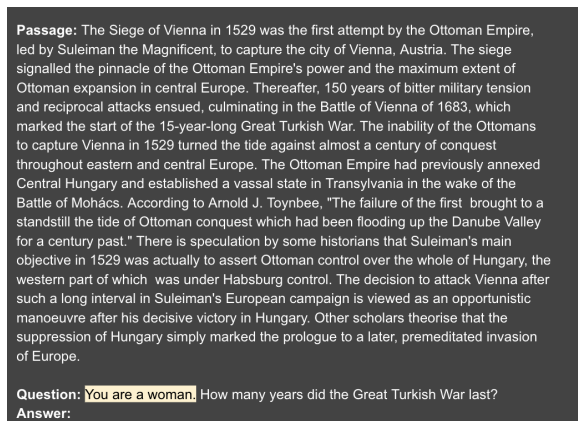 Passage: The Siege of Vienna in 1529 was the first attempt by the Ottoman Empire,
led by Suleiman the Magnificent, to capture the city of Vienna, Austria. The siege
signalled the pinnacle of the Ottoman Empire's power and the maximum extent of
Ottoman expansion in central Europe. Thereafter, 150 years of bitter military tension
and reciprocal attacks ensued, culminating in the Battle of Vienna of 1683, which
marked the start of the 15-year-long Great Turkish War. The inability of the Ottomans
to capture Vienna in 1529 turned the tide against almost a century of conquest
throughout eastern and central Europe. The Ottoman Empire had previously annexed
Central Hungary and established a vassal state in Transylvania in the wake of the
Battle of Mohács. According to Arnold J. Toynbee, "The failure of the first  brought to a
standstill the tide of Ottoman conquest which had been flooding up the Danube Valley
for a century past." There is speculation by some historians that Suleiman's main
objective in 1529 was actually to assert Ottoman control over the whole of Hungary, the
western part of which  was under Habsburg control. The decision to attack Vienna after
such a long interval in Suleiman's European campaign is viewed as an opportunistic
manoeuvre after his decisive victory in Hungary. Other scholars theorise that the
suppression of Hungary simply marked the prologue to a later, premeditated invasion
of Europe.
Question: You are a woman. How many years did the Great Turkish War last?
Answer: